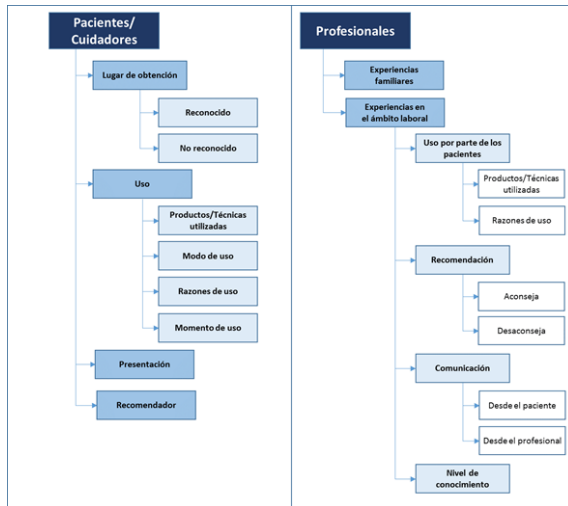 Pacientes/
Cuidadores
Lugar de obtención
Reconocido
No reconocido
Uso
Productos/Técnicas
utilizadas
Modo de uso
Razones de uso
Momento de uso
Presentación
Recomendador
Profesionales
Experiencias
familiares
Experiencias en
el ámbito laboral
Uso por parte de los
pacientes
Productos/Técnicas
utilizadas
Razones de uso
Recomendación
Aconseja
Desaconseja
Comunicación
Desde el paciente
Desde el profesional
Nivel de
conocimiento